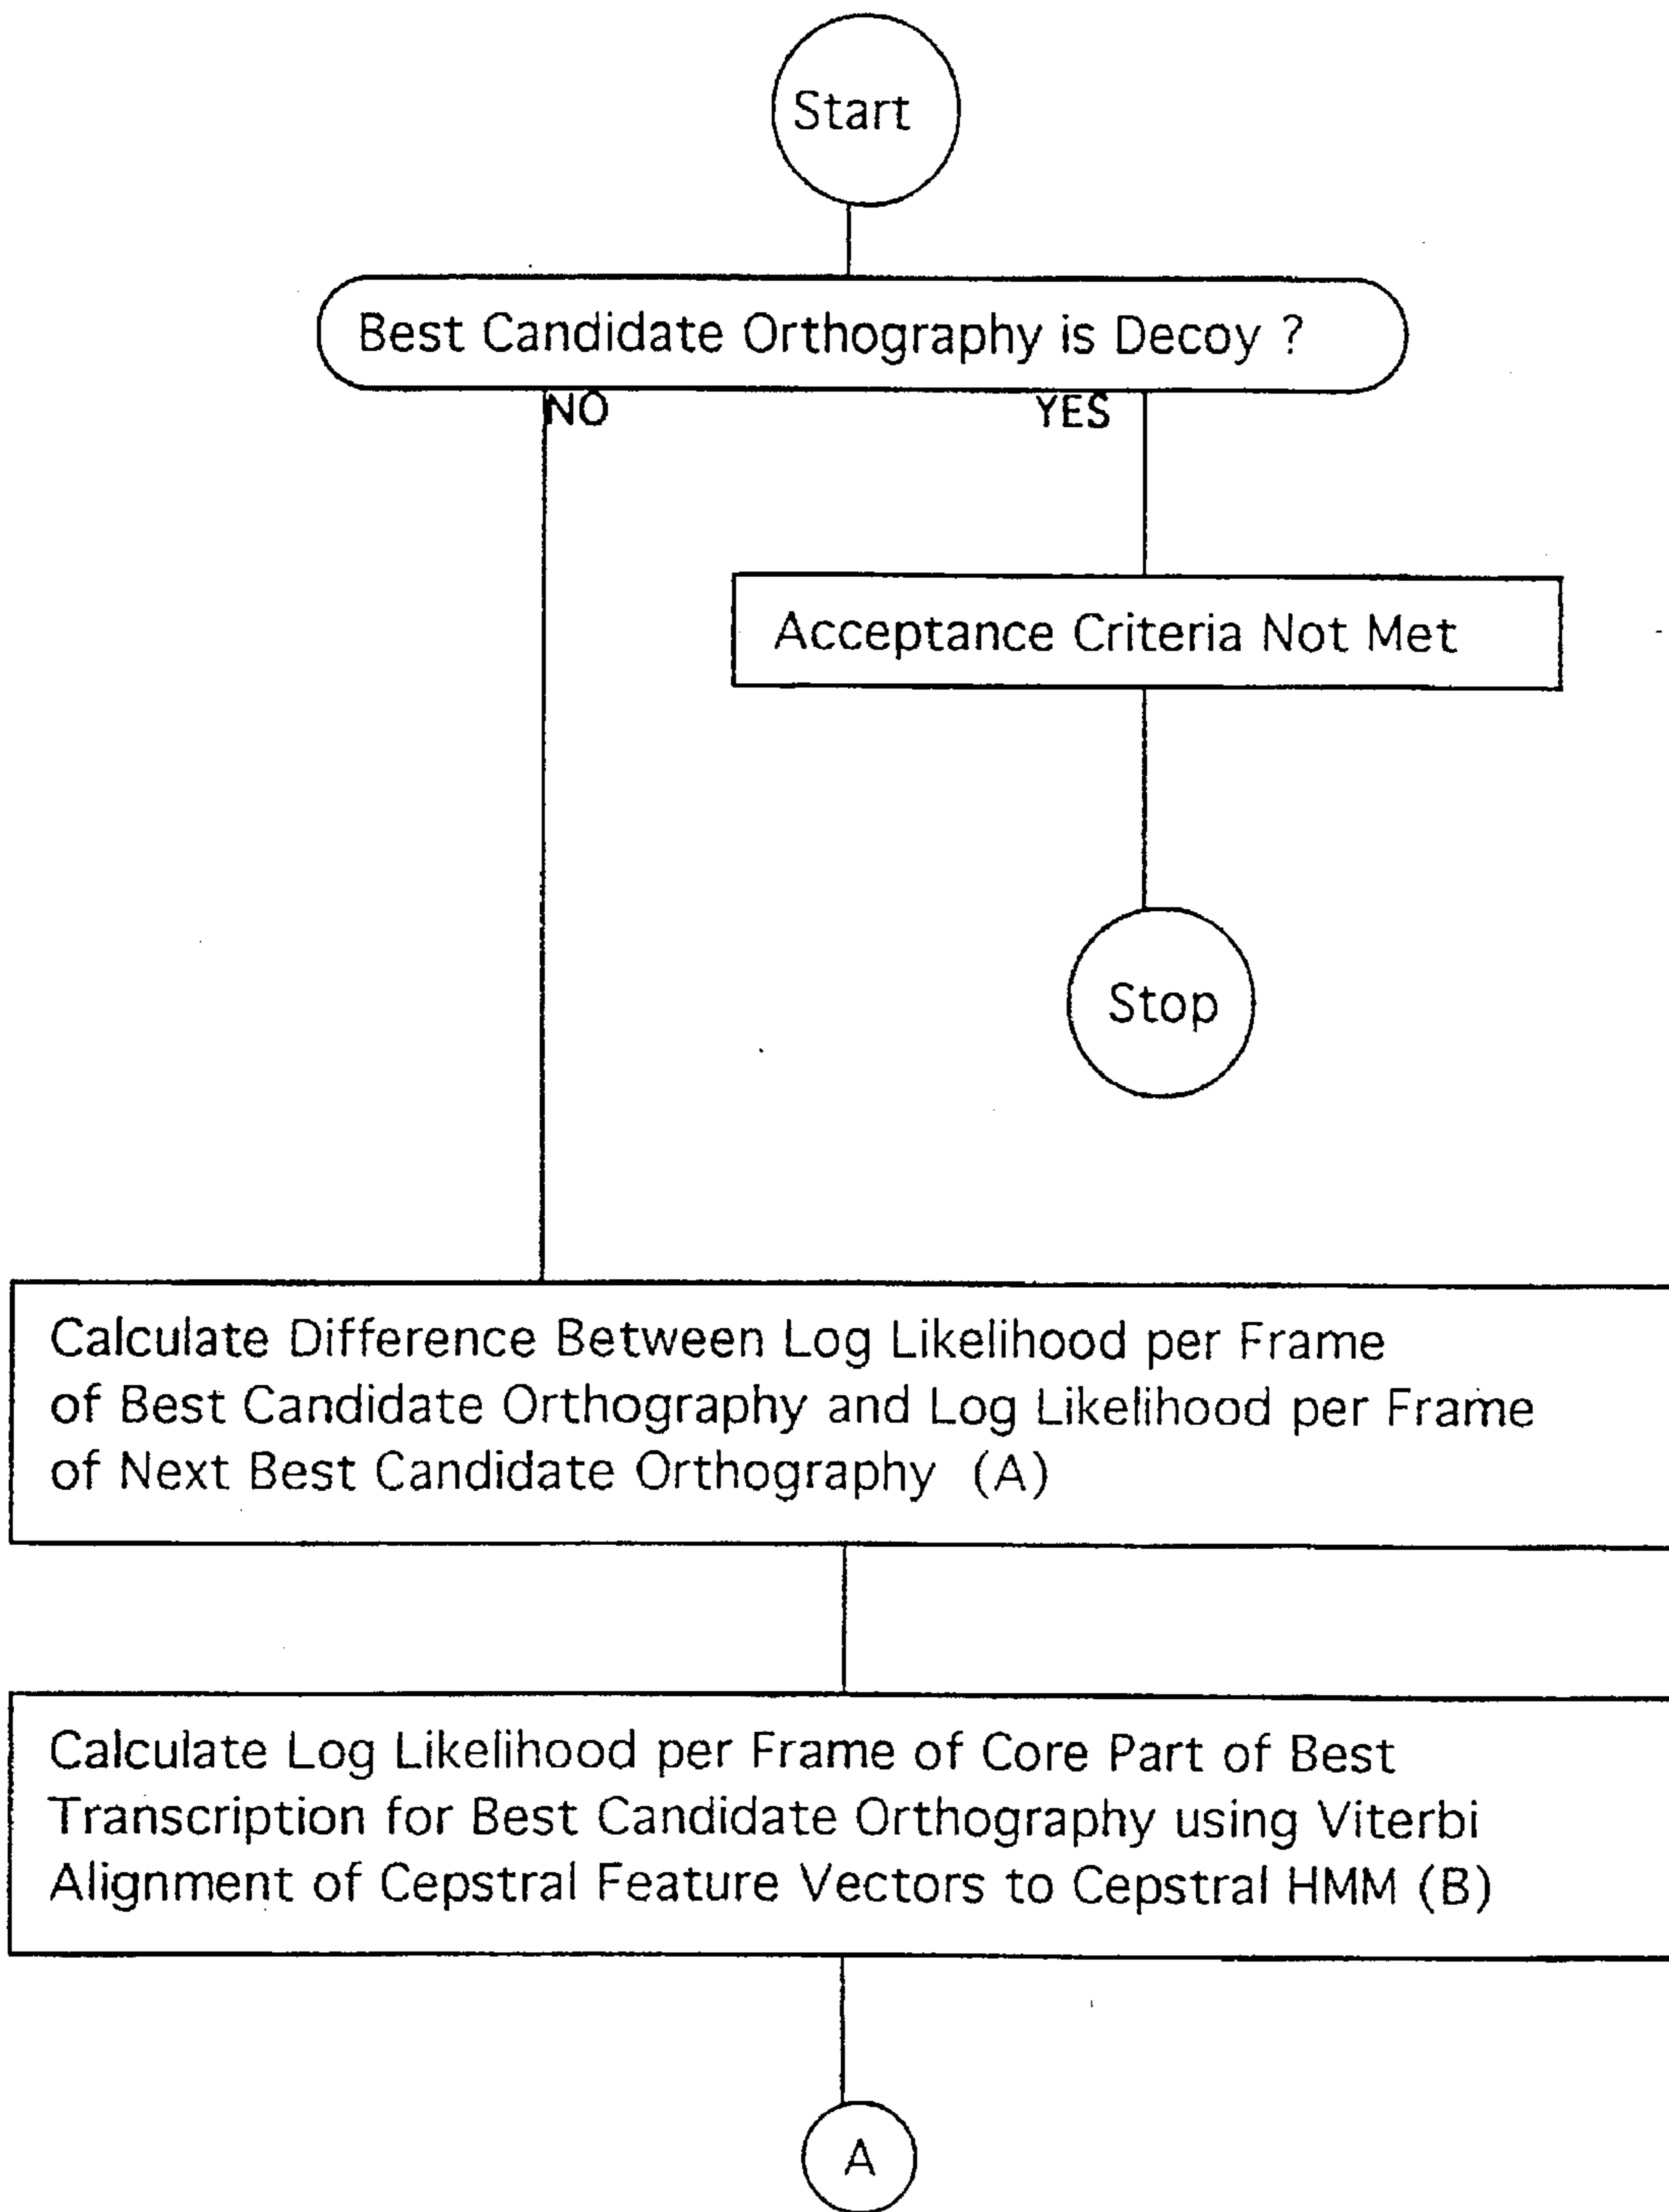 Start
Best Candidate Orthography is Decoy ?
NO
YES
Acceptance Criteria Not Met
Stop
Calculate Difference Between Log Likelihood per Frame
of Best Candidate Orthography and Log Likelihood per Frame
of Next Best Candidate Orthography (A)
Calculate Log Likelihood per Frame of Core Part of Best
Transcription for Best Candidate Orthography using Viterbi
Alignment of Cepstral Feature Vectors to Cepstral HMM (B)
A